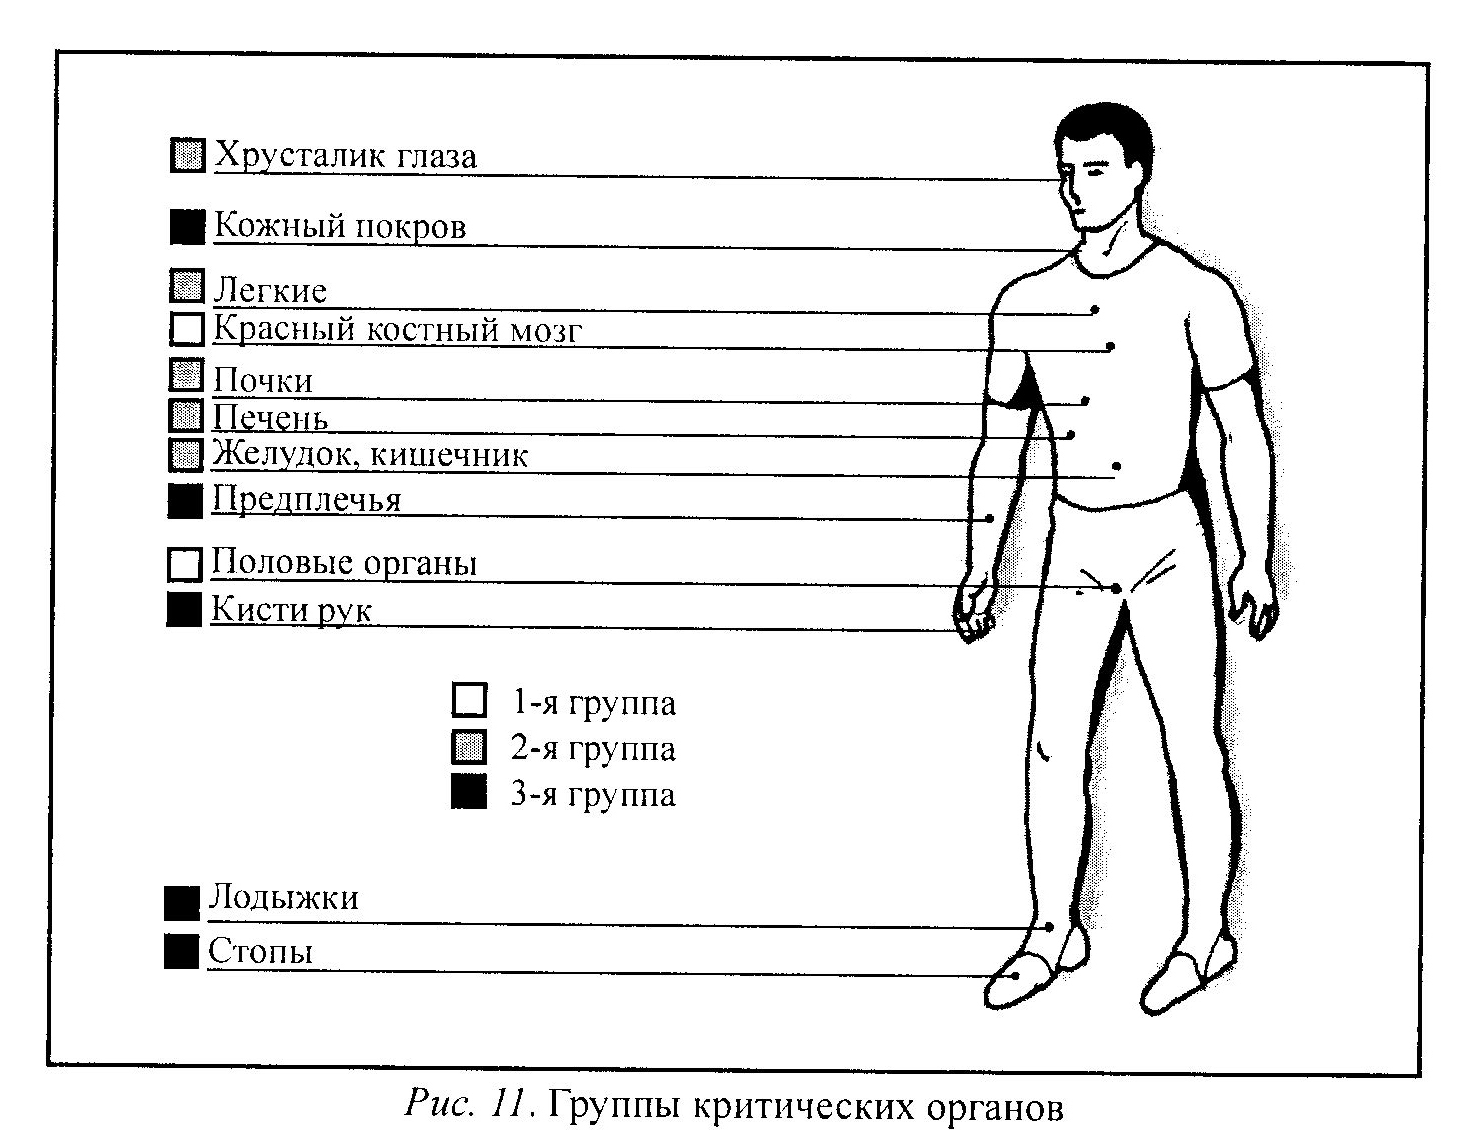 Хрусталик глаза
Кожный покров
Легкие
Красный костный мозг
Почки
Печень
Желудок, кишечник
Предплечья
Половые органы
Кисти рук
1-я группа
2-я группа
3-я группа
Лодыжки
Стопы
Рис. 11. Группы критических органов